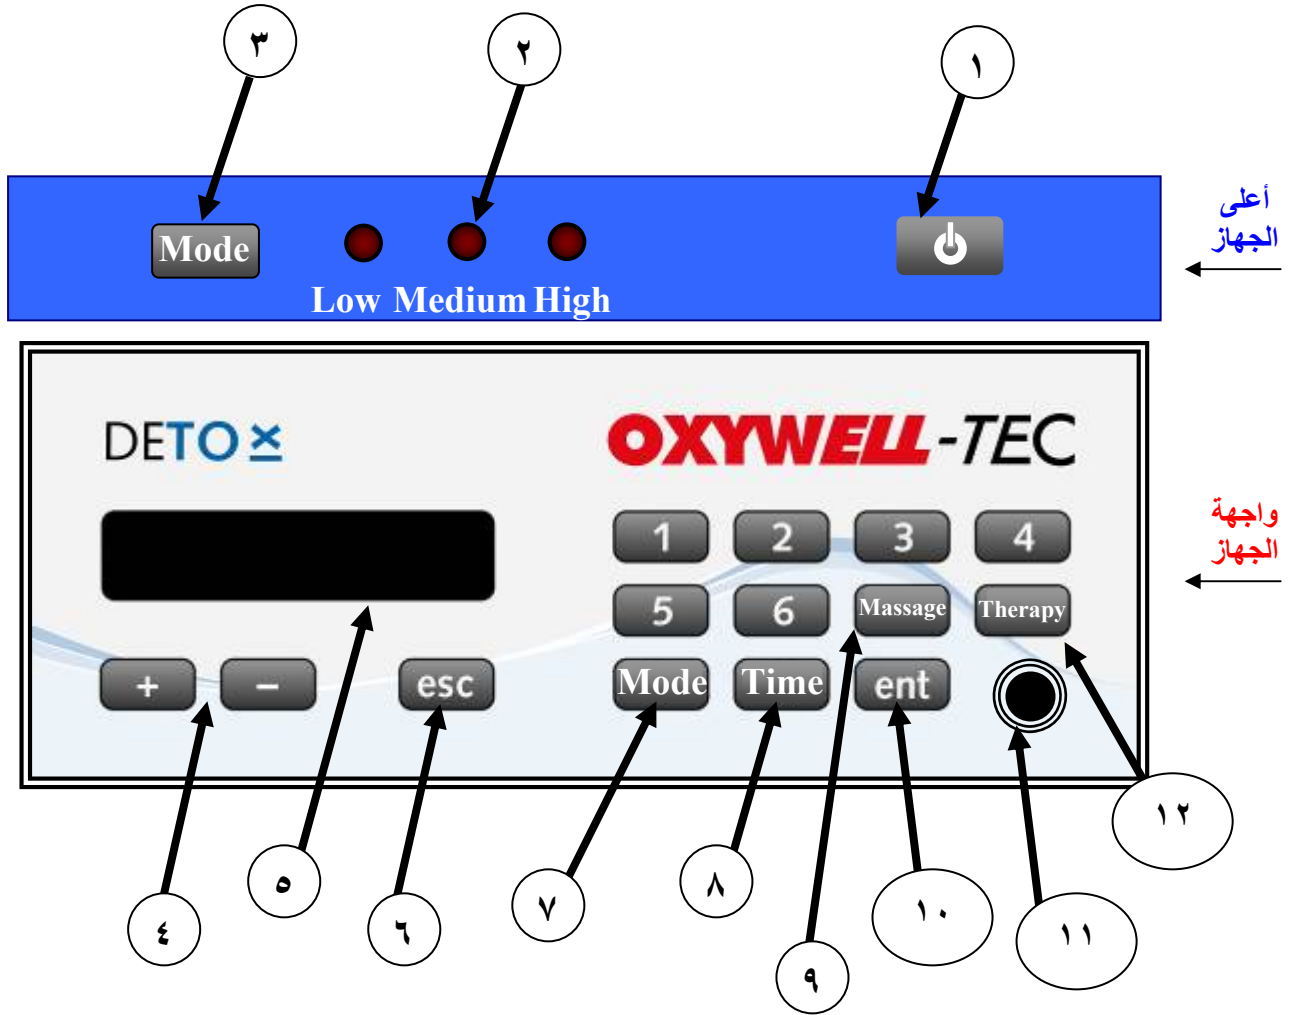 ٣ ٢ ١
Mode
Low Medium High
أعلى
الجهاز
DETOX OXYWELL-TEC
1 2 3 4
واجهة
الجهاز
5 6 Massage Therapy
+ - esc Mode Time ent
١٢
٤ ٥ ٦ ٧ ٨ ٩ ١٠ ١١